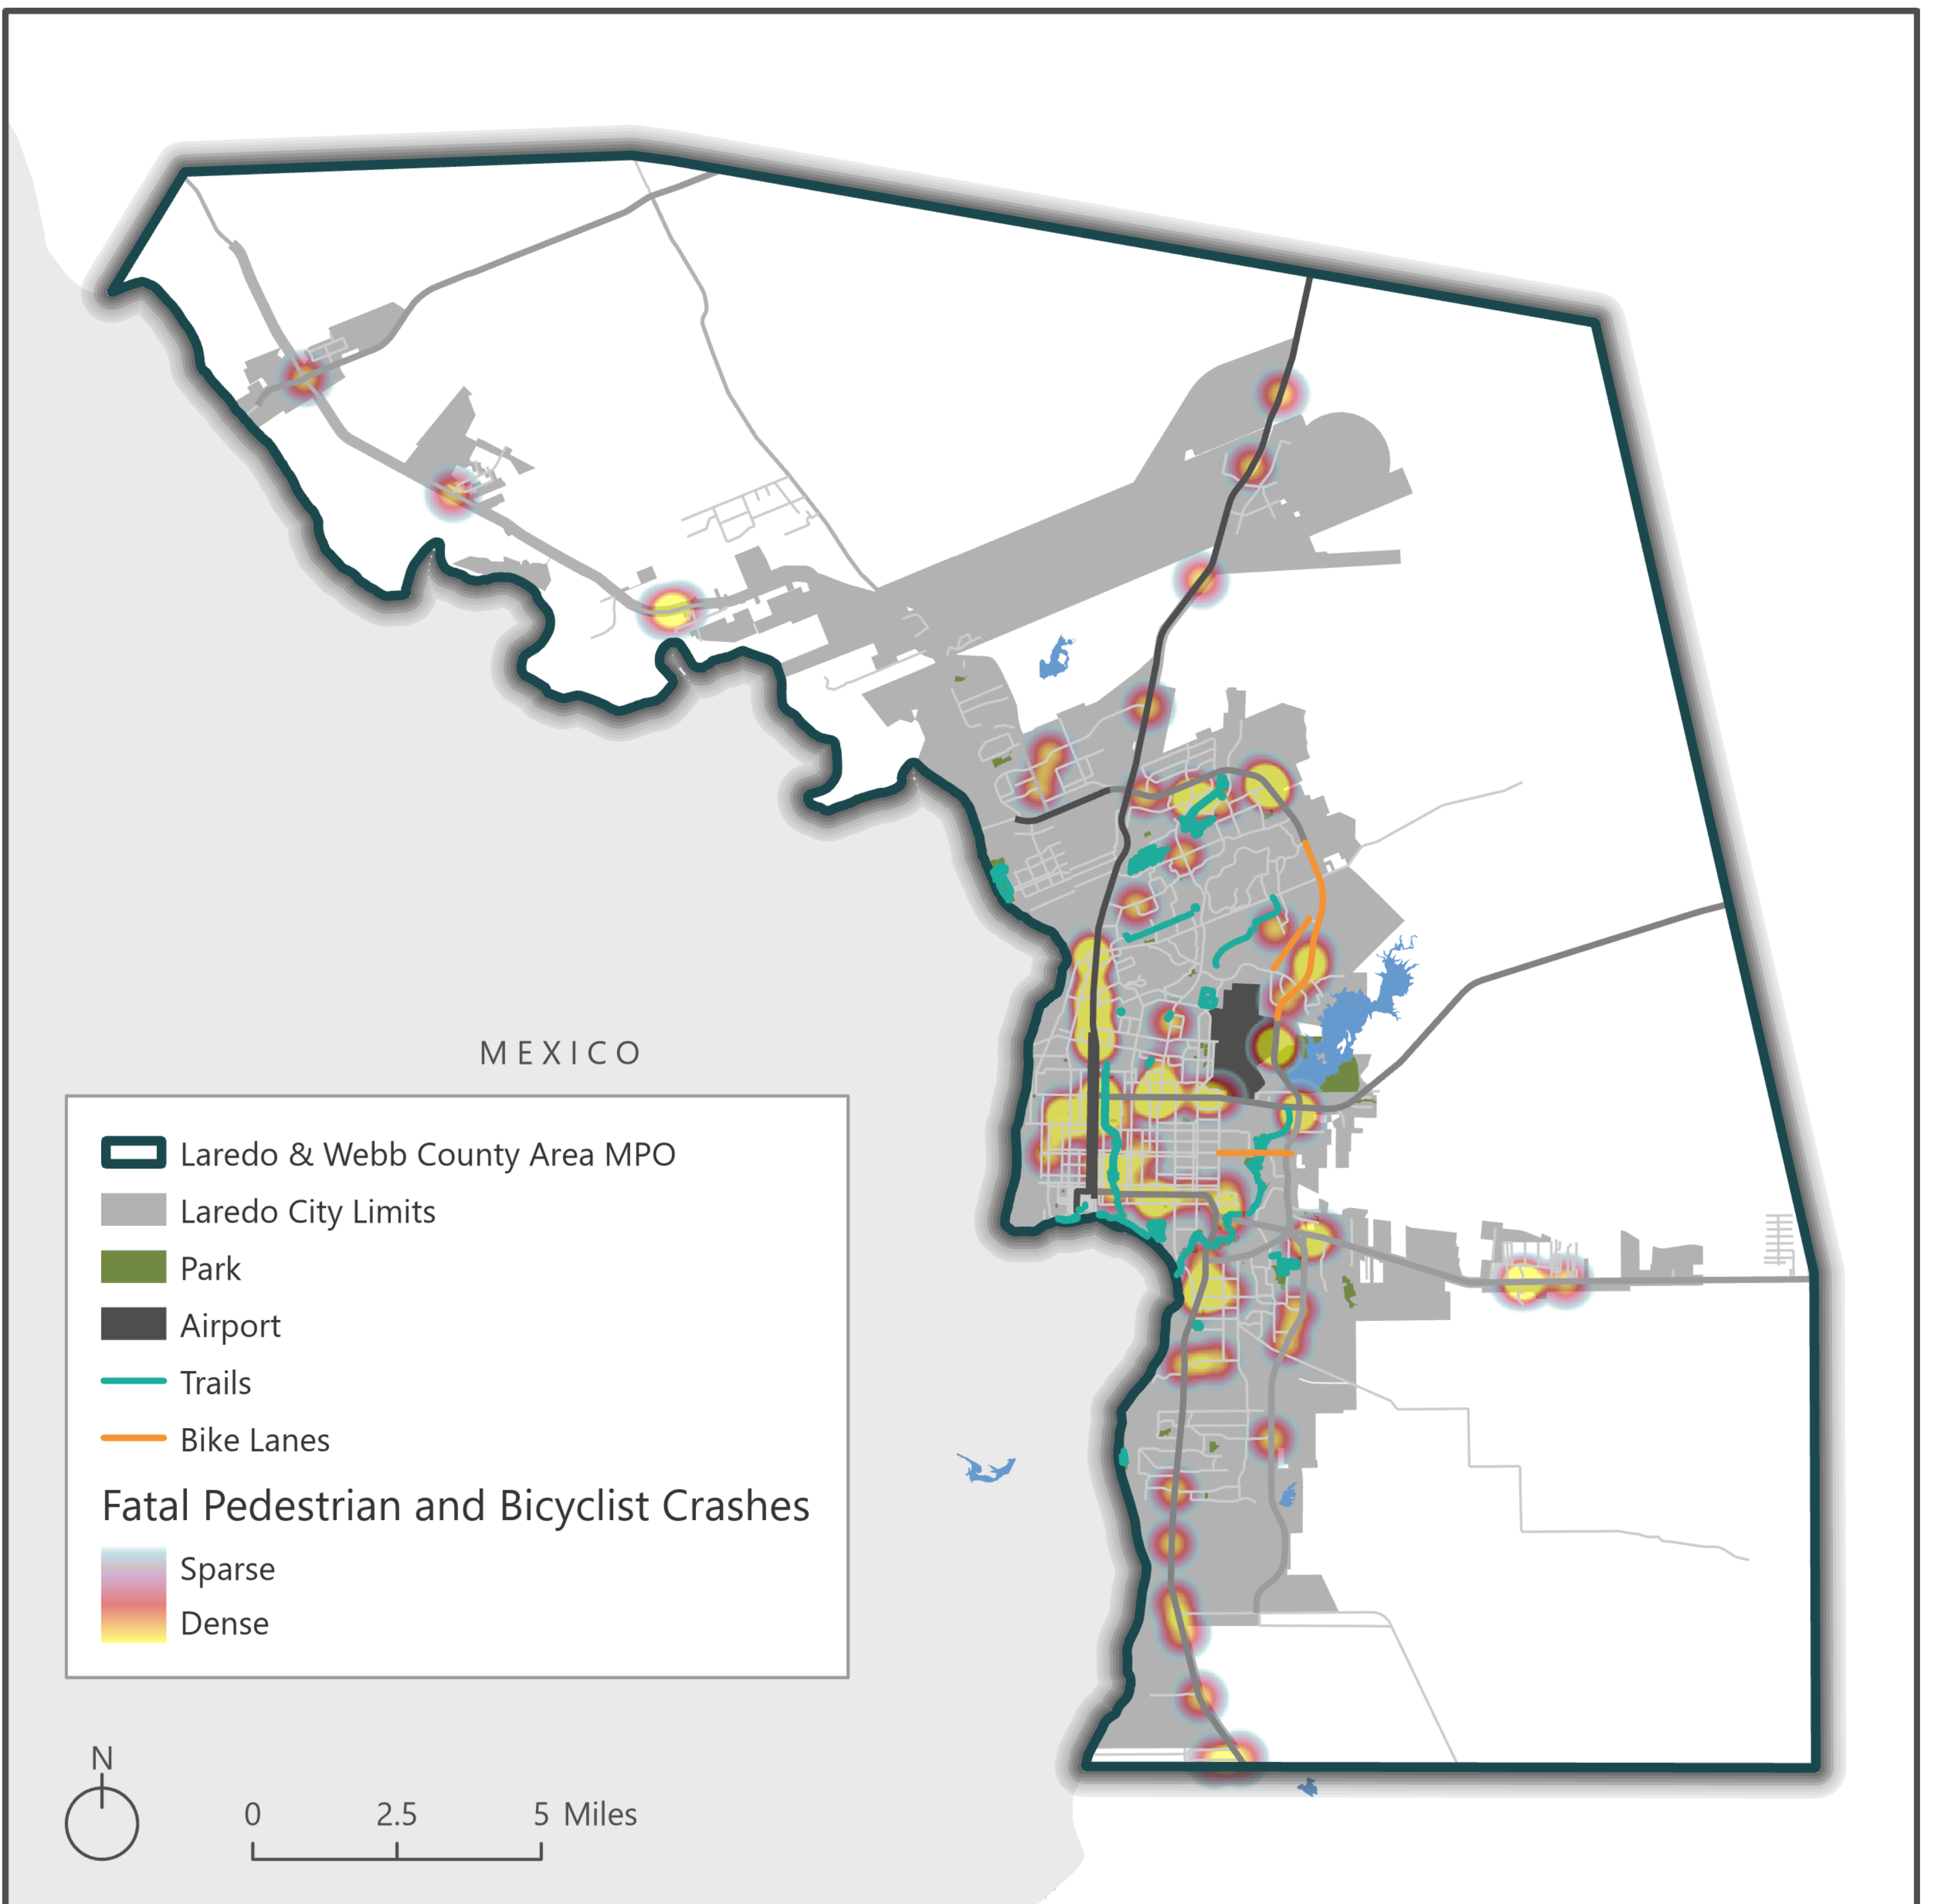 MEXICO
Laredo & Webb County Area MPO
Laredo City Limits
Park
Airport
Trails
Bike Lanes
Fatal Pedestrian and Bicyclist Crashes
Sparse
Dense
N
0 2.5 5 Miles